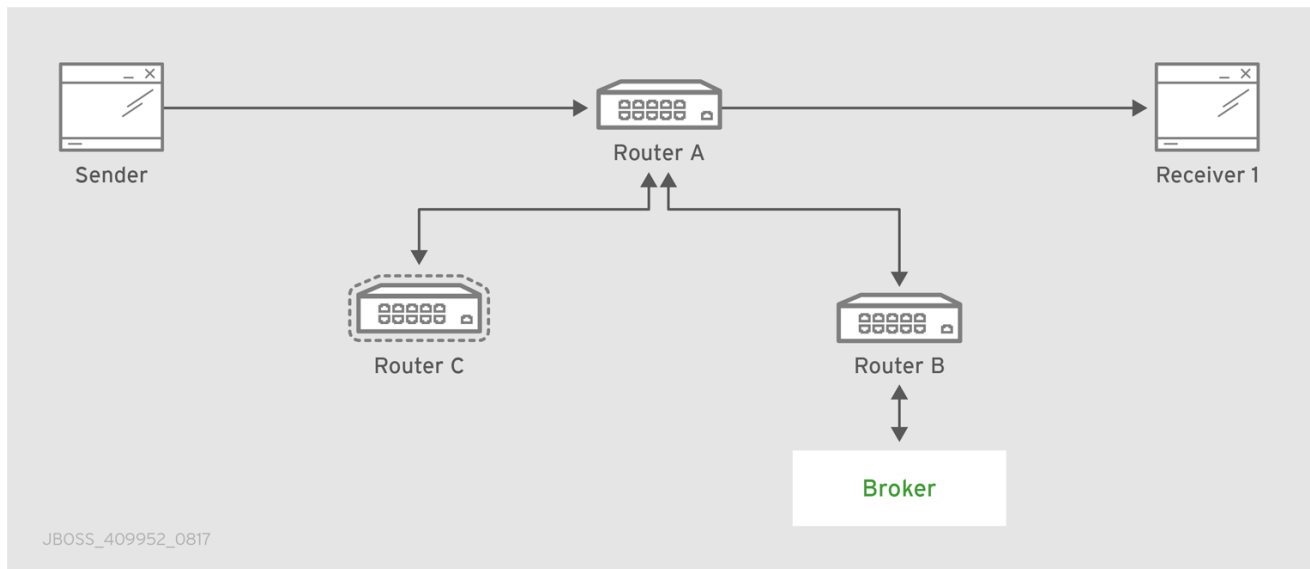 Router A
Sender
Receiver 1
Router C
Router B
Broker
JBOSS_409952_0817